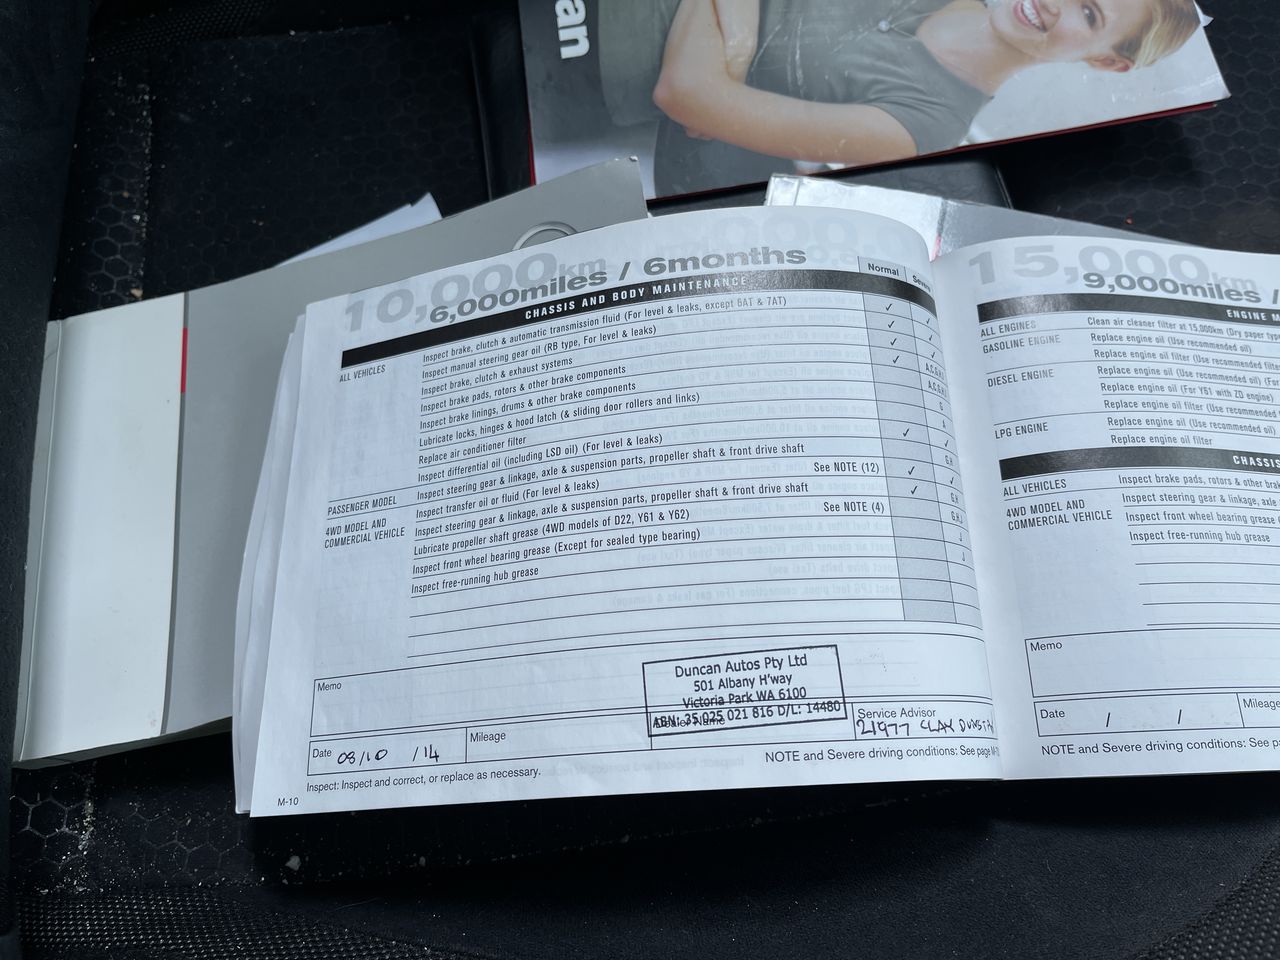 an
10,000km
6,000miles / 6months
Normal
CHASSIS AND BODY MAINTENANCE
ALL VEHICLES
Inspect brake, clutch & automatic transmission fluid (For level & leaks, except 6AT & 7AT) ✓ ✓
Inspect manual steering gear oil (RB type, For level & leaks) ✓ ✓
Inspect brake, clutch & exhaust systems ✓ ✓
Inspect brake pads, rotors & other brake components ✓
Inspect brake linings, drums & other brake components
Lubricate locks, hinges & hood latch (& sliding door rollers and links) G
Replace air conditioner filter
Inspect differential oil (including LSD oil) (For level & leaks) ✓ ✓
PASSENGER MODEL
Inspect steering gear & linkage, axle & suspension parts, propeller shaft & front drive shaft
4WD MODEL AND
COMMERCIAL VEHICLE
Inspect transfer oil or fluid (For level & leaks) See NOTE (12) ✓ ✓
Inspect steering gear & linkage, axle & suspension parts, propeller shaft & front drive shaft ✓
Lubricate propeller shaft grease (4WD models of D22, Y61 & Y62) See NOTE (4)
Inspect front wheel bearing grease (Except for sealed type bearing)
Inspect free-running hub grease
Memo
Duncan Autos Pty Ltd
501 Albany H'way
Victoria Park WA 6100
ABN: 35 025 021 816 D/L: 14480
Dealer Name
Service Advisor
21977 CLAY
Date 08/10/14
Mileage
Inspect: Inspect and correct, or replace as necessary.
NOTE and Severe driving conditions: See page
M-10
15,000km
9,000miles /
ENGINE
ALL ENGINES
Clean air cleaner filter at 15,000km (Dry paper
GASOLINE ENGINE
Replace engine oil (Use recommended oil)
Replace engine oil filter (Use recommended
DIESEL ENGINE
Replace engine oil (Use recommended oil)
Replace engine oil (For Y61 with ZD engine)
Replace engine oil filter (Use recommended
LPG ENGINE
Replace engine oil (Use recommended oil)
Replace engine oil filter
ALL VEHICLES
Inspect brake pads, rotors & other
4WD MODEL AND
COMMERCIAL VEHICLE
Inspect steering gear & linkage,
Inspect front wheel bearing grease
Inspect free-running hub grease
Memo
Date / /
Mileage
NOTE and Severe driving conditions: See